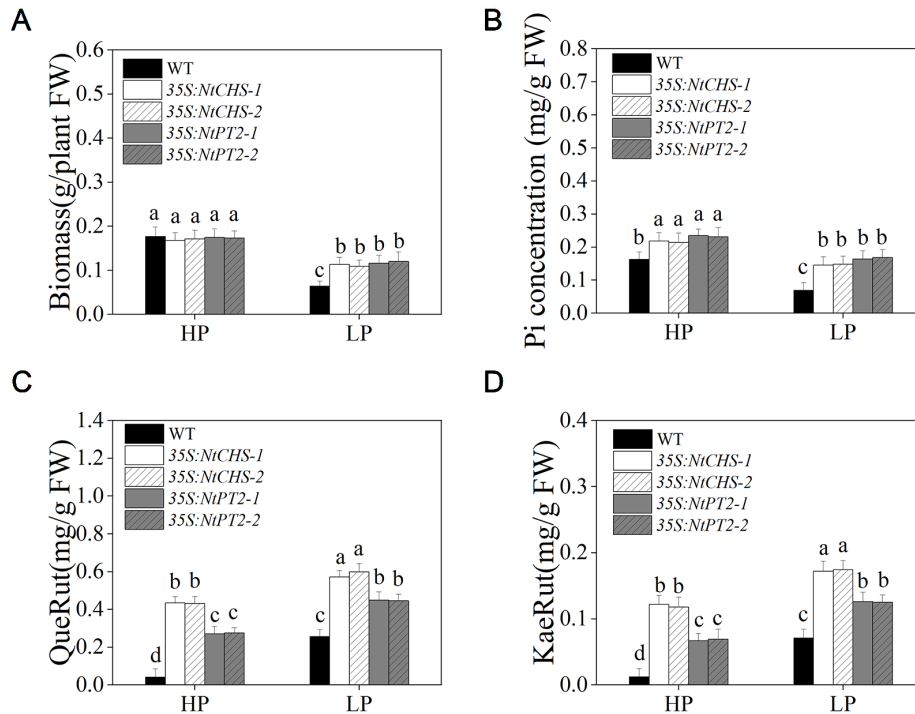 A
Biomass(g/plant FW)
0.6
0.5
0.4
0.3
0.2
0.1
0.0
WT
35S:NtCHS-1
35S:NtCHS-2
35S:NtPT2-1
35S:NtPT2-2
a a a a a
c b b b b
HP LP
B
Pi concentration (mg/g FW)
0.8
0.7
0.6
0.5
0.4
0.3
0.2
0.1
0.0
WT
35S:NtCHS-1
35S:NtCHS-2
35S:NtPT2-1
35S:NtPT2-2
b a a a a
c b b b b
HP LP
C
QueRut(mg/g FW)
1.4
1.2
1.0
0.8
0.6
0.4
0.2
0.0
WT
35S:NtCHS-1
35S:NtCHS-2
35S:NtPT2-1
35S:NtPT2-2
d b b c c
c a a b b
HP LP
D
KaeRut(mg/g FW)
0.4
0.3
0.2
0.1
0.0
WT
35S:NtCHS-1
35S:NtCHS-2
35S:NtPT2-1
35S:NtPT2-2
d b b c c
c a a b b
HP LP